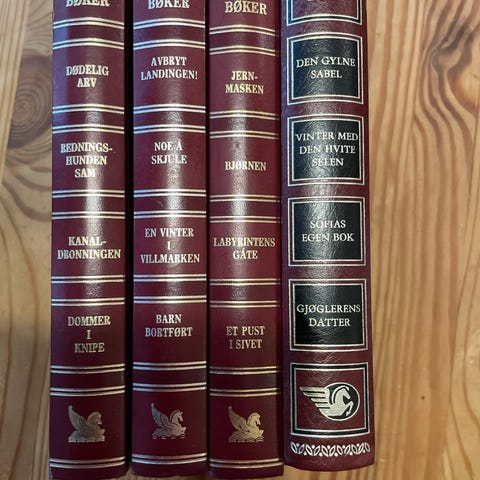 BØKER
DØDELIG
ARV
REDNINGS-
HUNDEN
SAM
KANAL-
DRONNINGEN
DOMMER
I
KNIPE
BØKER
AVBRYT
LANDINGEN!
NOE Å
SKJULE
EN VINTER I
VILLMARKEN
BARN
BORTFØRT
BØKER
JERN-
MASKEN
BJØRNEN
LABYRINTENS
GÅTE
ET PUST
I SIVET
DEN GYLNE
SABEL
VINTER MED
DEN HVITE
SELEN
SOFIAS
EGEN BOK
GJØGLERENS
DATTER